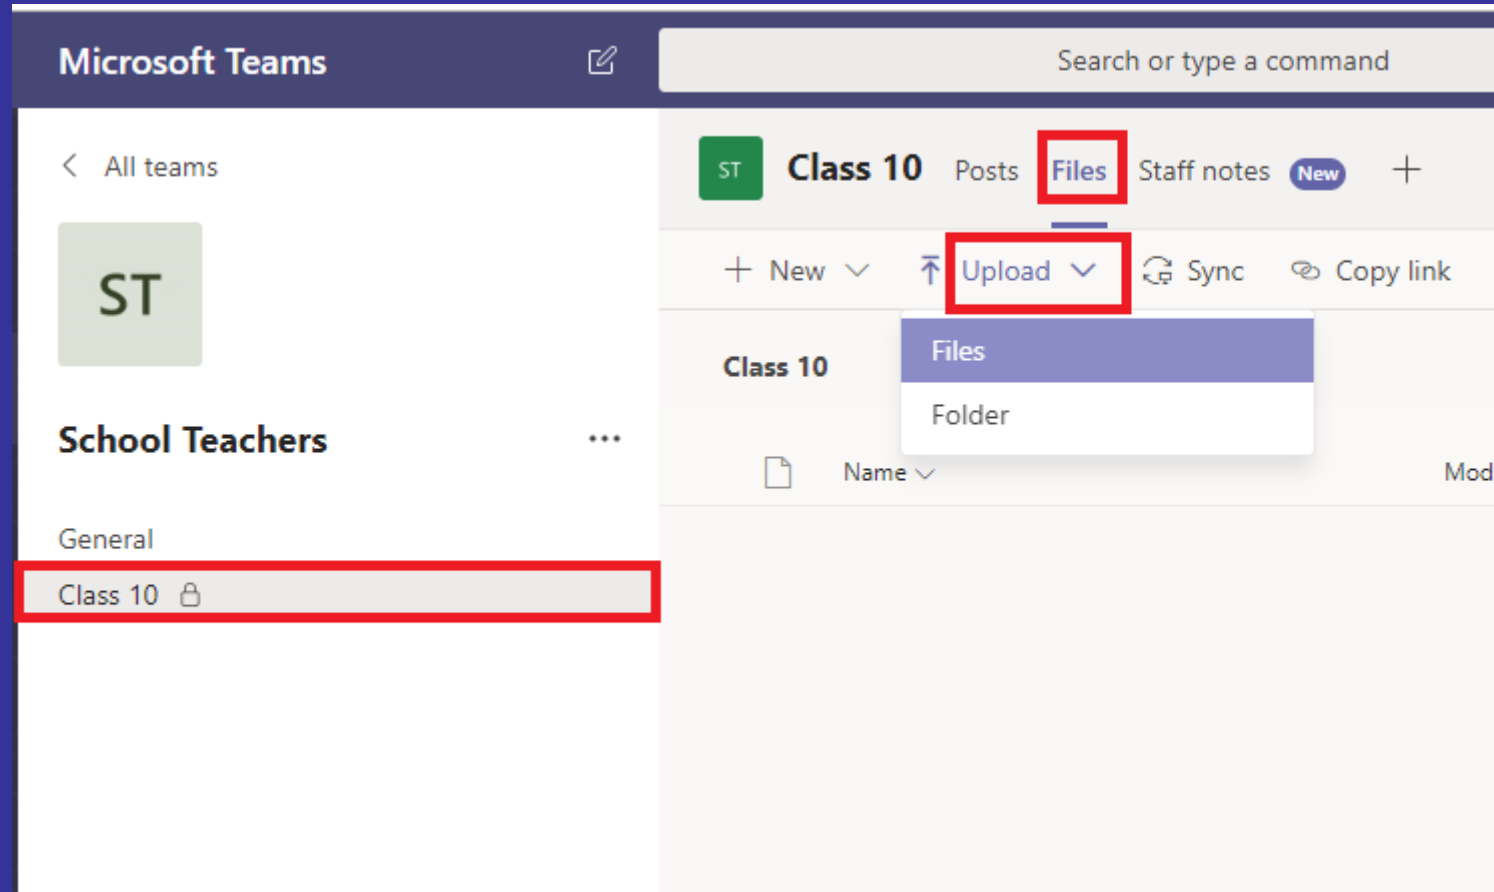 Microsoft Teams
Search or type a command
All teams
ST
School Teachers
General
Class 10
ST Class 10 Posts Files Staff notes New
New Upload Sync Copy link
Files
Folder
Class 10
Name Mod